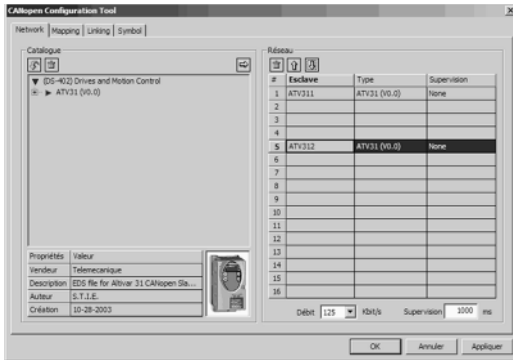 CANopen Configuration Tool
Network Mapping Linking Symbol
Catalogue
(DS-402) Drives and Motion Control
ATV31 (V0.0)
Propriétés Valeur
Vendeur Telemecanique
Description EDS file for Altivar 31 CANopen Sla...
Auteur S.T.I.E.
Création 10-28-2003
Réseau
# Esclave Type Supervision
1 ATV311 ATV31 (V0.0) None
2
3
4
5 ATV312 ATV31 (V0.0) None
6
7
8
9
10
11
12
13
14
15
16
Débit 125 Kbit/s Supervision 1000 ms
OK Annuler Appliquer